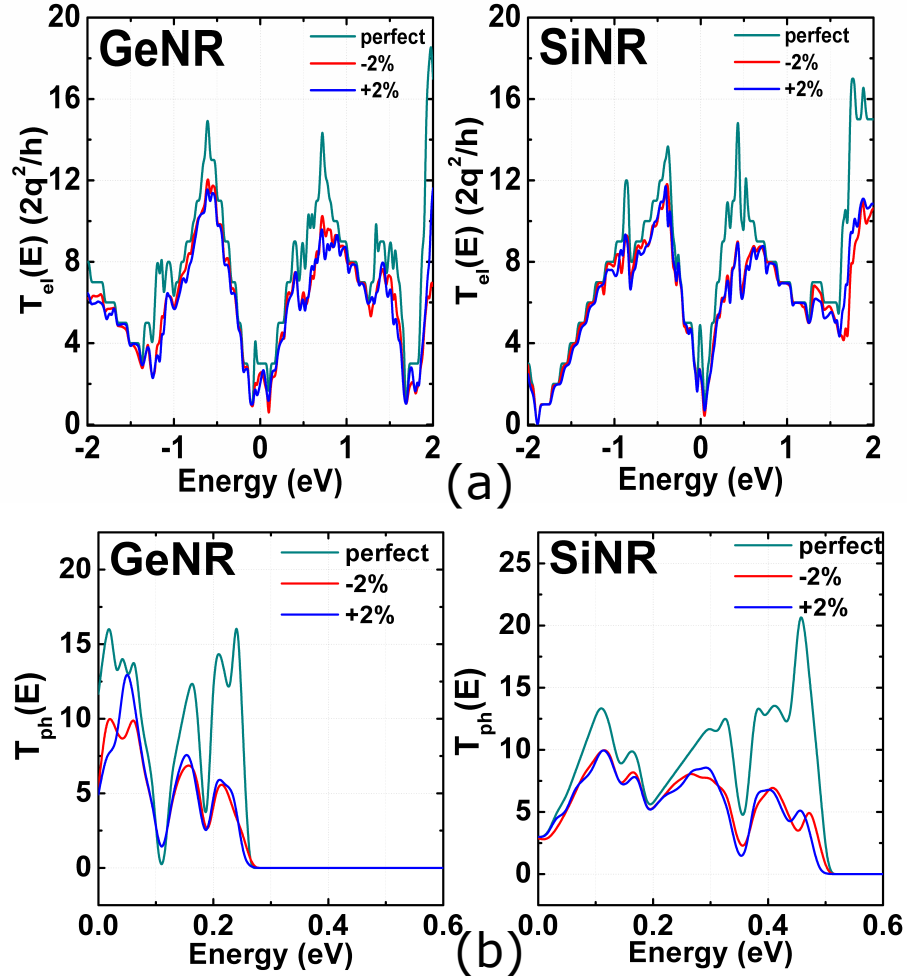 GeNR
perfect
-2%
+2%
T_el(E) (2q²/h)
20
16
12
8
4
0
-2 -1 0 1 2
Energy (eV)
SiNR
perfect
-2%
+2%
T_el(E) (2q²/h)
20
16
12
8
4
0
-2 -1 0 1 2
Energy (eV)
(a)
GeNR
perfect
-2%
+2%
T_ph(E)
20
15
10
5
0
0.0 0.2 0.4 0.6
Energy (eV)
SiNR
perfect
-2%
+2%
T_ph(E)
25
20
15
10
5
0
0.0 0.2 0.4 0.6
Energy (eV)
(b)